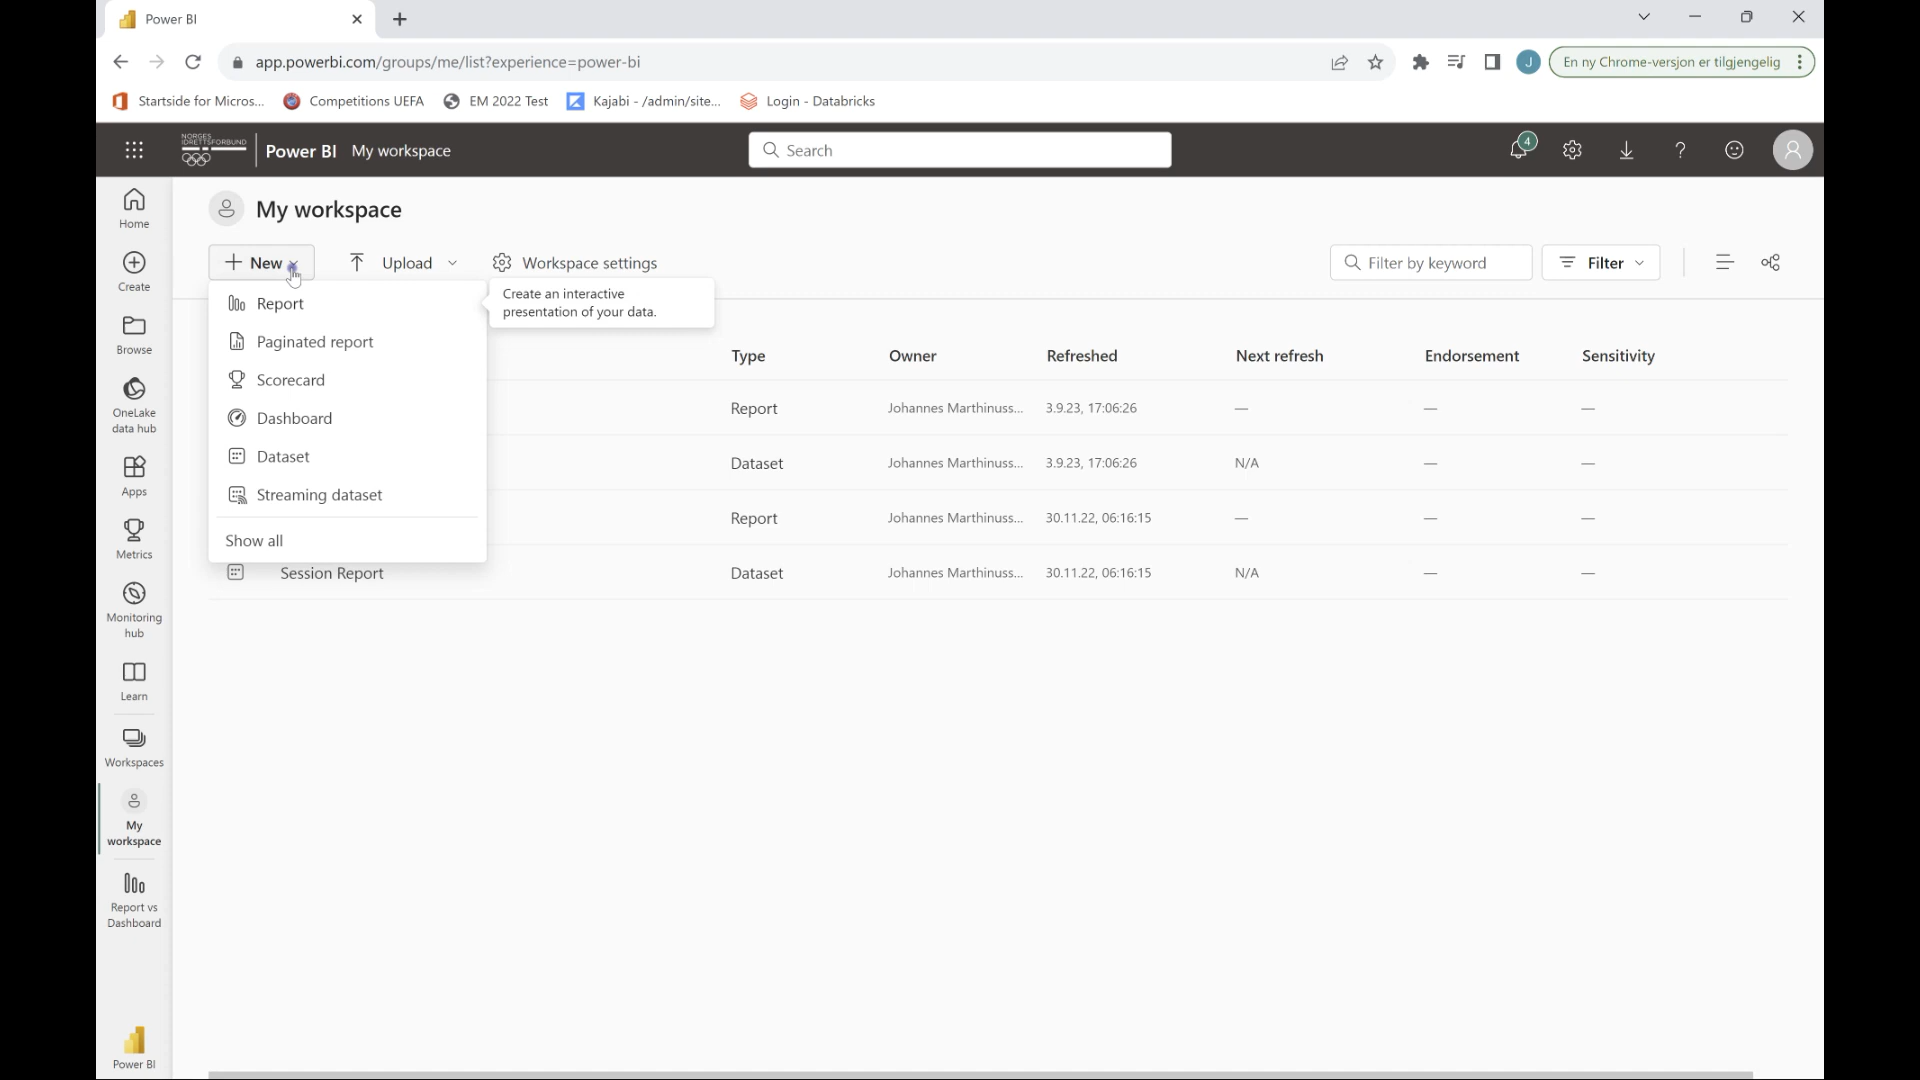 Power BI
app.powerbi.com/groups/me/list?experience=power-bi
J
En ny Chrome-versjon er tilgjengelig
Startside for Micros...
Competitions UEFA
EM 2022 Test
Kajabi - /admin/site...
Login - Databricks
NORGES
IDRETTSFORBUND
Power BI
My workspace
Search
4
?
Home
Create
Browse
OneLake
data hub
Apps
Metrics
Monitoring
hub
Learn
Workspaces
My
workspace
Report vs
Dashboard
Power BI
My workspace
New
Upload
Workspace settings
Filter by keyword
Filter
Report
Paginated report
Scorecard
Dashboard
Dataset
Streaming dataset
Show all
Create an interactive
presentation of your data.
Type Owner Refreshed Next refresh Endorsement Sensitivity
Report Johannes Marthinuss... 3.9.23, 17:06:26 — — —
Dataset Johannes Marthinuss... 3.9.23, 17:06:26 N/A — —
Report Johannes Marthinuss... 30.11.22, 06:16:15 — — —
Session Report Dataset Johannes Marthinuss... 30.11.22, 06:16:15 N/A — —